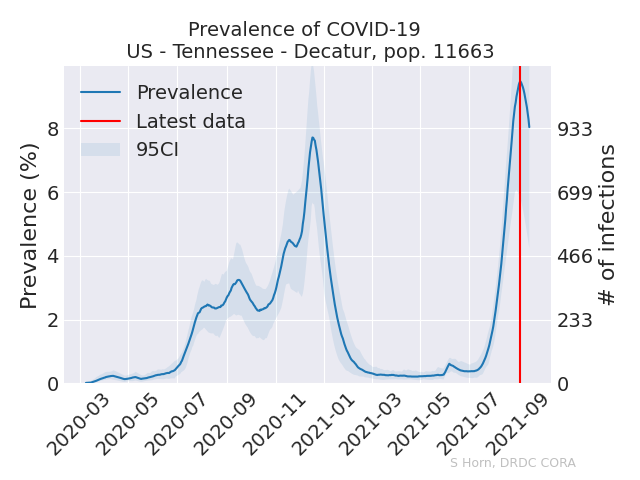 Prevalence of COVID-19
US - Tennessee - Decatur, pop. 11663
Prevalence
Latest data
95CI
Prevalence (%)
8
6
4
2
0
933
699
466
233
0
# of infections
2020-03
2020-05
2020-07
2020-09
2020-11
2021-01
2021-03
2021-05
2021-07
2021-09
S Horn, DRDC CORA